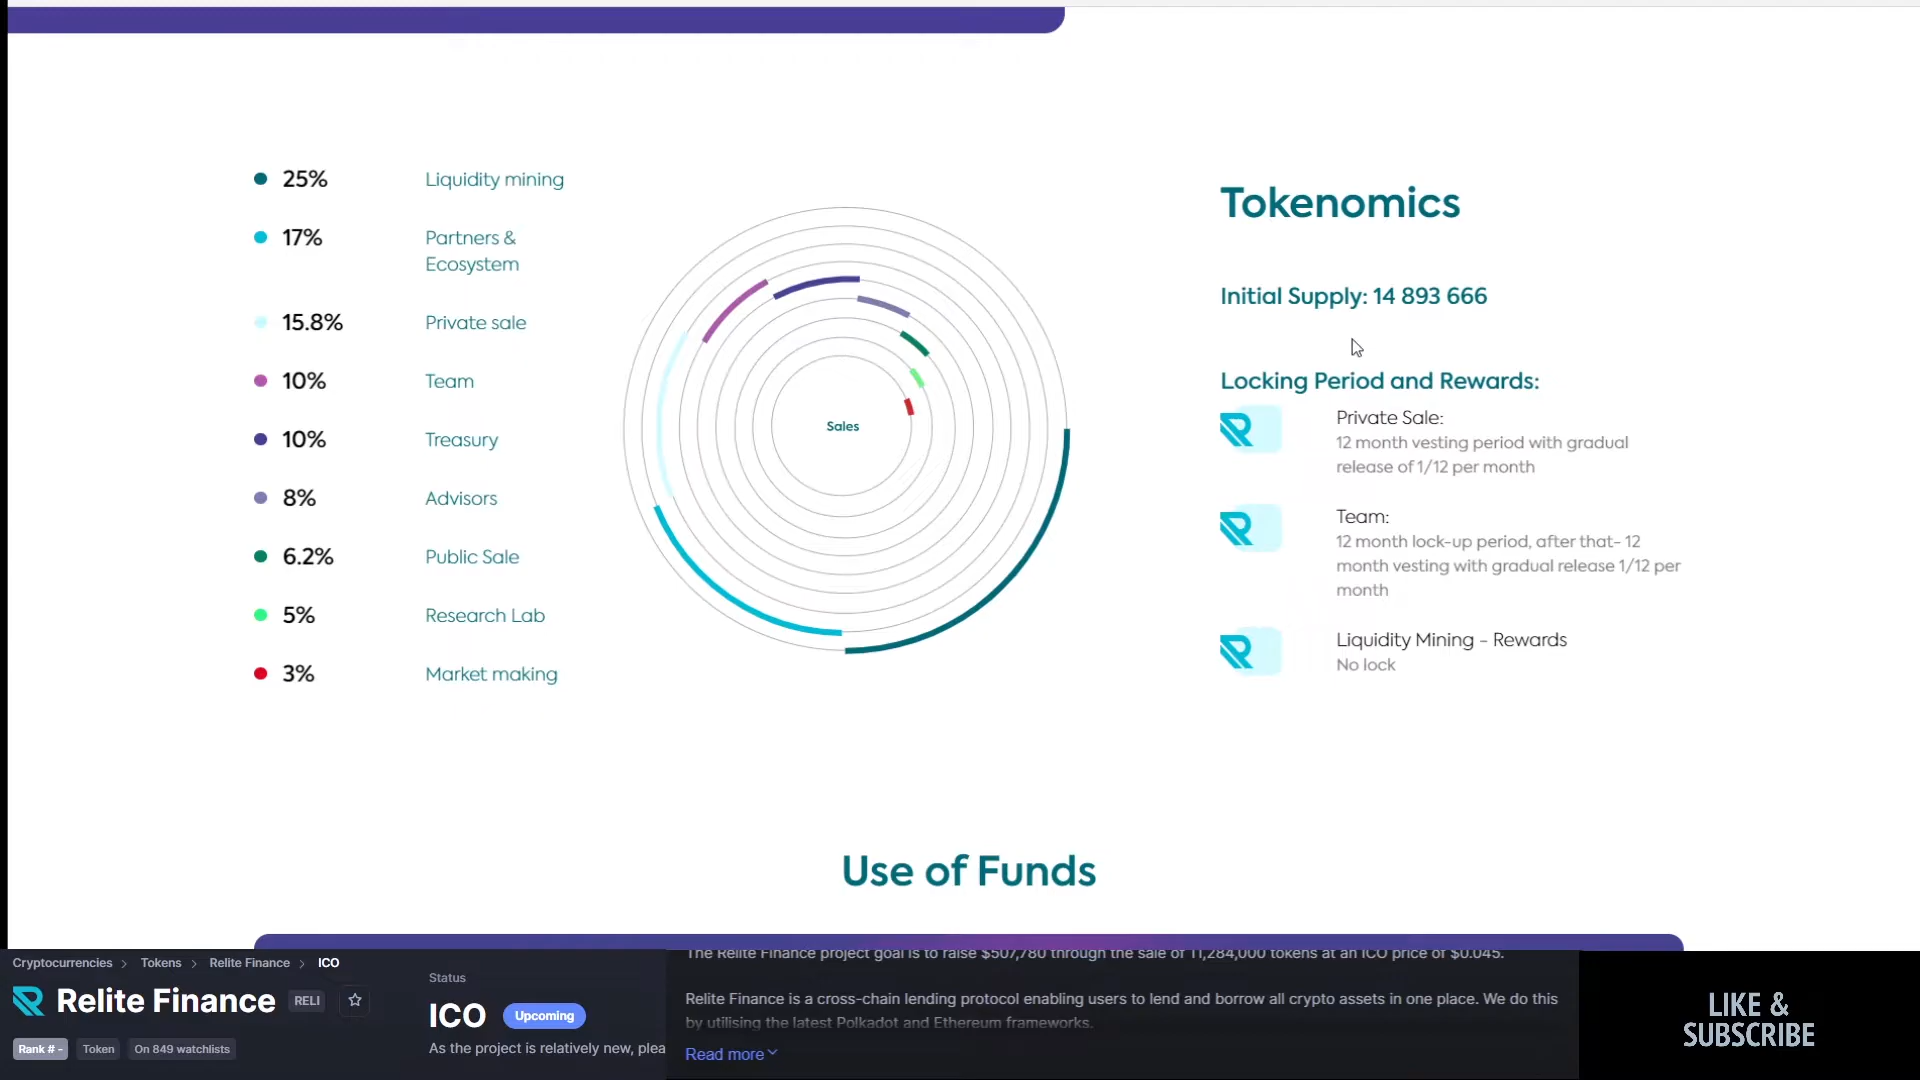 25% Liquidity mining
17% Partners &
Ecosystem
15.8% Private sale
10% Team
10% Treasury
8% Advisors
6.2% Public Sale
5% Research Lab
3% Market making
Sales
Tokenomics
Initial Supply: 14 893 666
Locking Period and Rewards:
Private Sale:
12 month vesting period with gradual
release of 1/12 per month
Team:
12 month lock-up period, after that- 12
month vesting with gradual release 1/12 per
month
Liquidity Mining - Rewards
No lock
Use of Funds
Cryptocurrencies > Tokens > Relite Finance > ICO
Relite Finance RELI
Rank # - Token On 849 watchlists
Status
ICO Upcoming
As the project is relatively new, plea
The Relite Finance project goal is to raise $507,780 through the sale of 11,284,000 tokens at an ICO price of $0.045.
Relite Finance is a cross-chain lending protocol enabling users to lend and borrow all crypto assets in one place. We do this
by utilising the latest Polkadot and Ethereum frameworks.
Read more
LIKE &
SUBSCRIBE